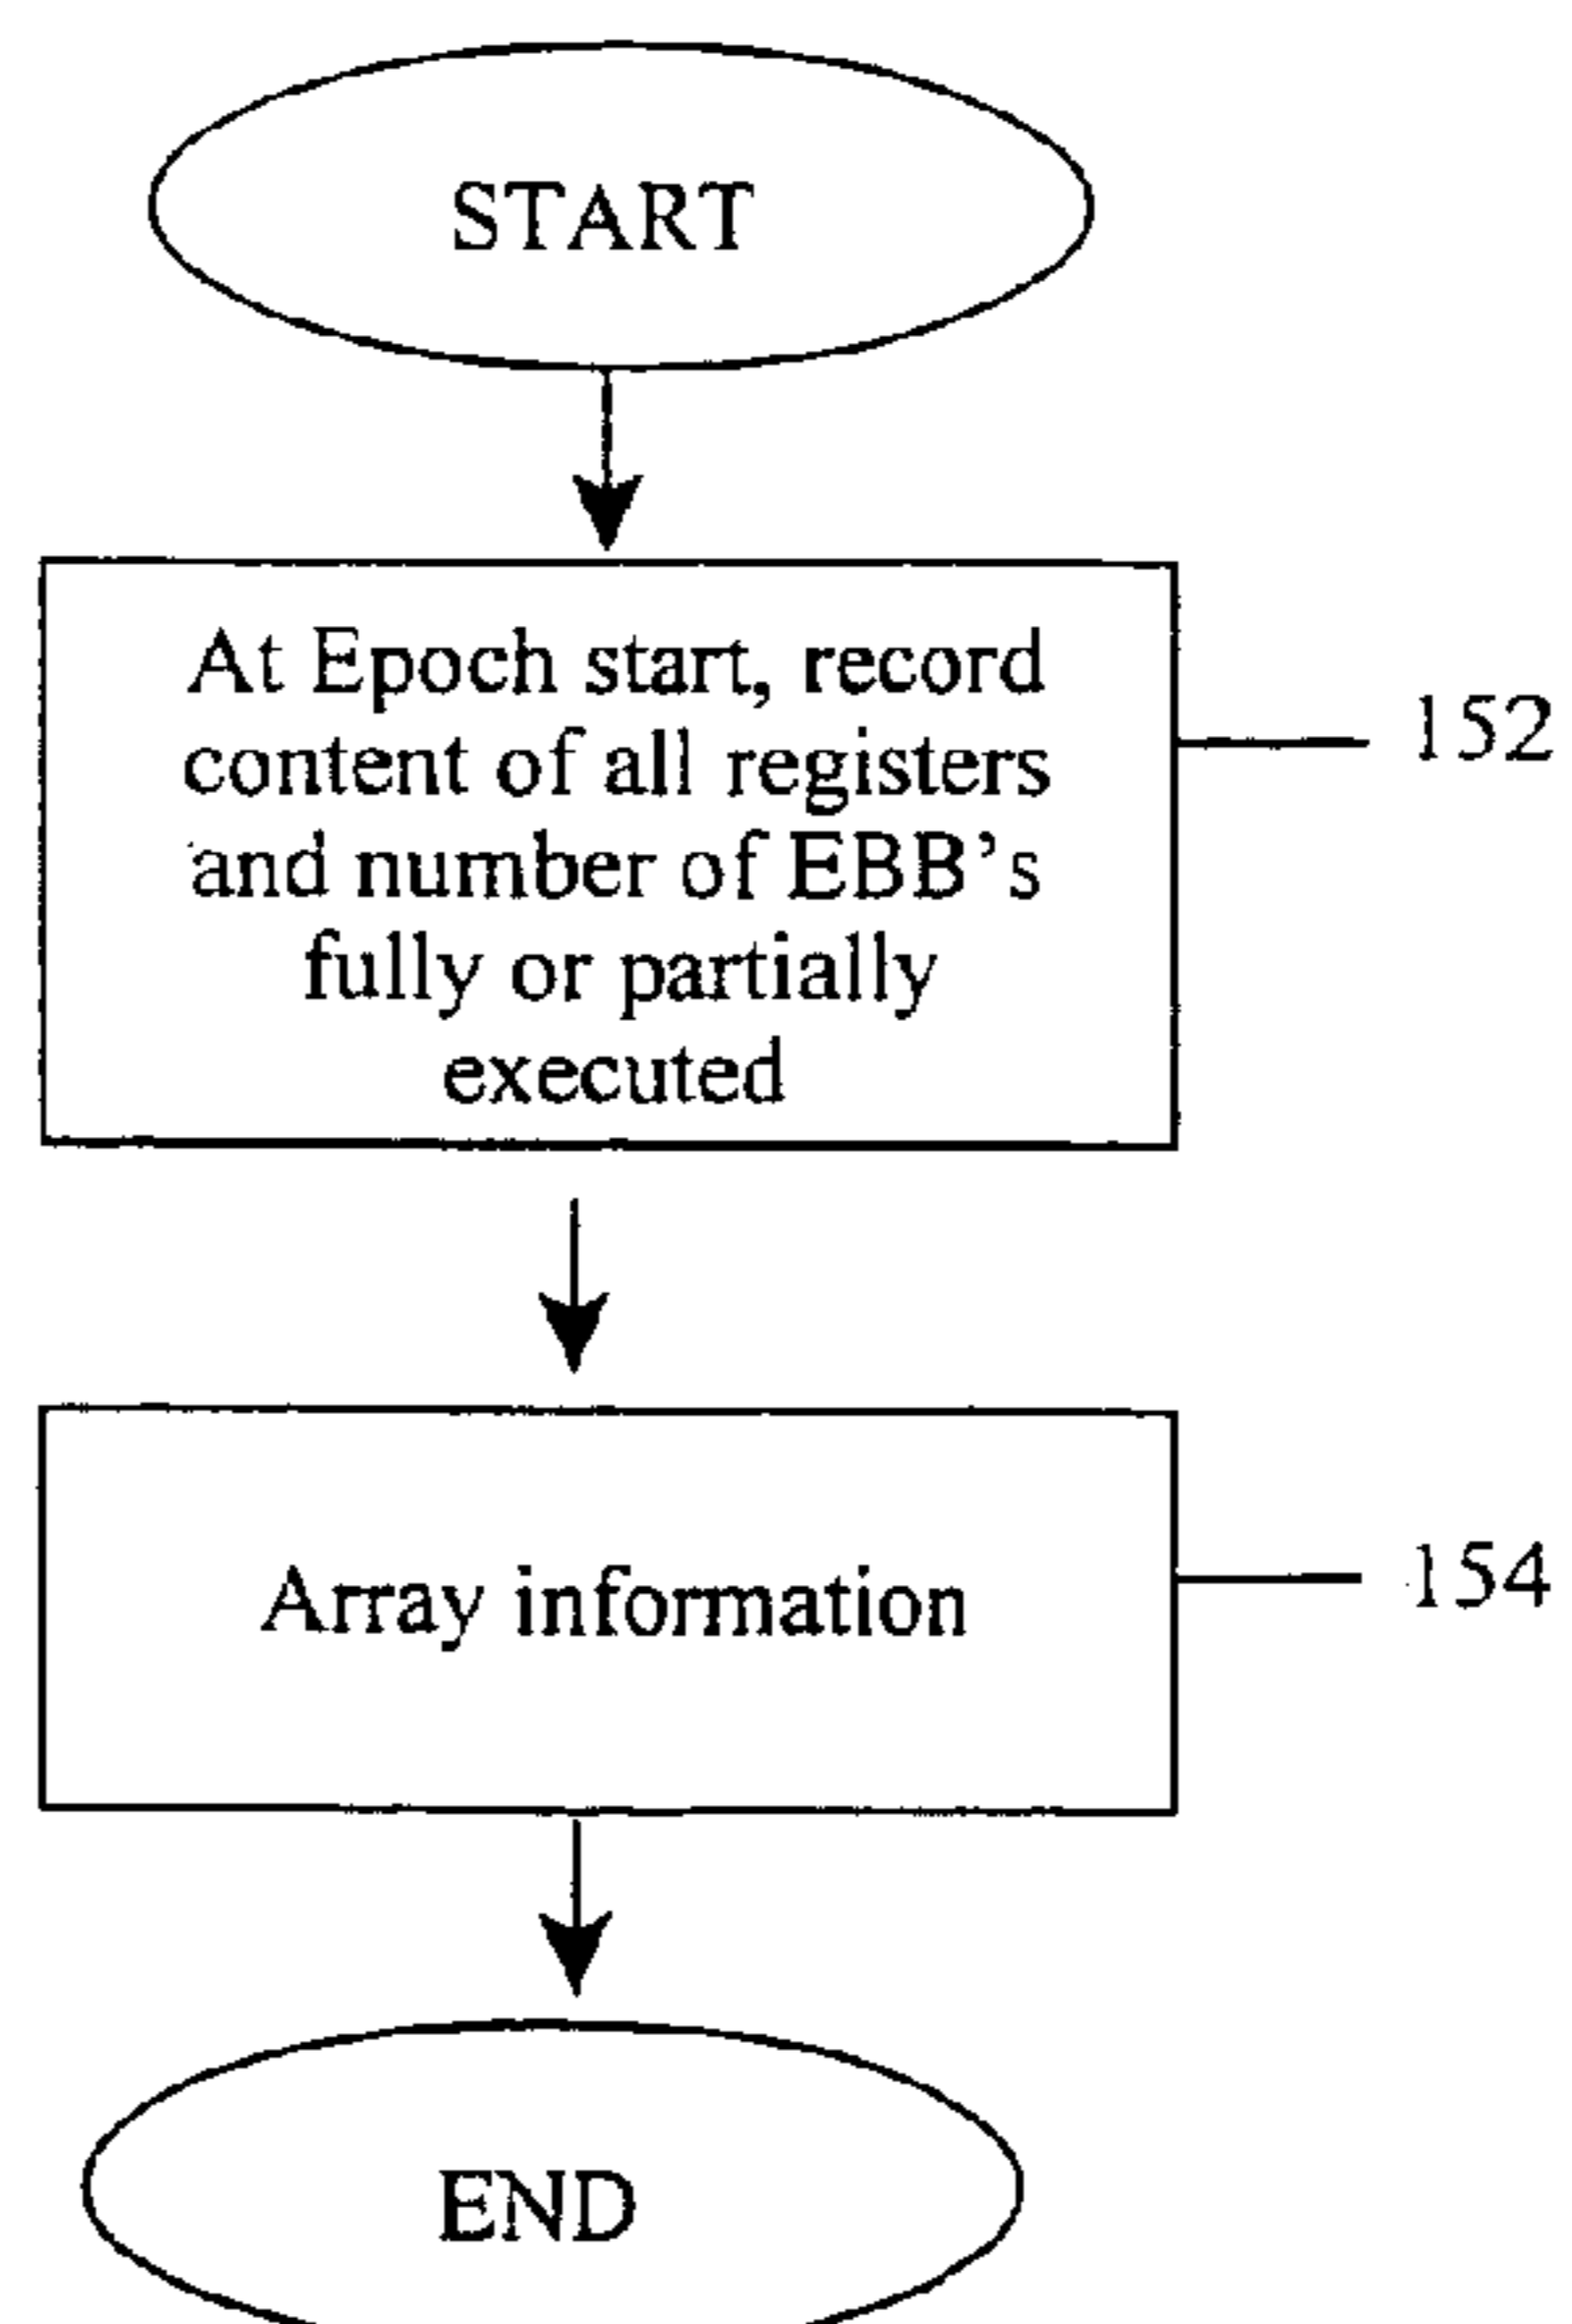 START
At Epoch start, record
content of all registers
and number of EBB's
fully or partially
executed
152
Array information
154
END